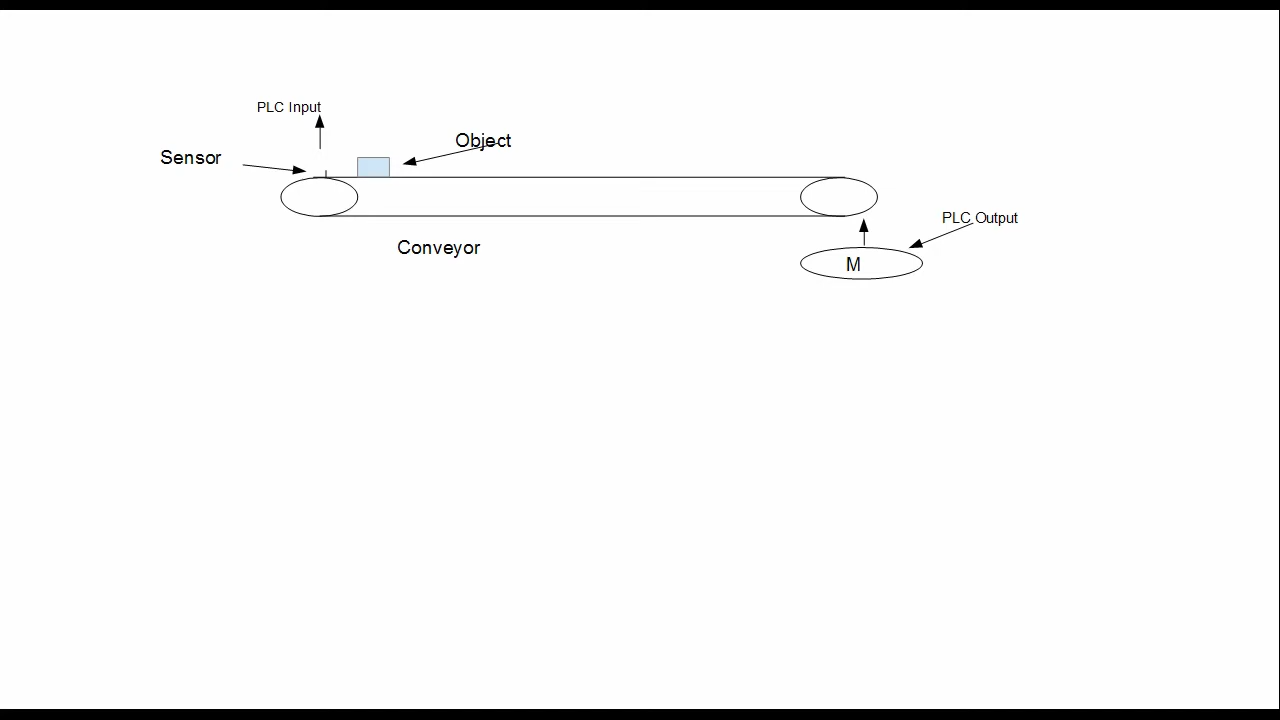 PLC Input
Object
Sensor
PLC Output
Conveyor
M